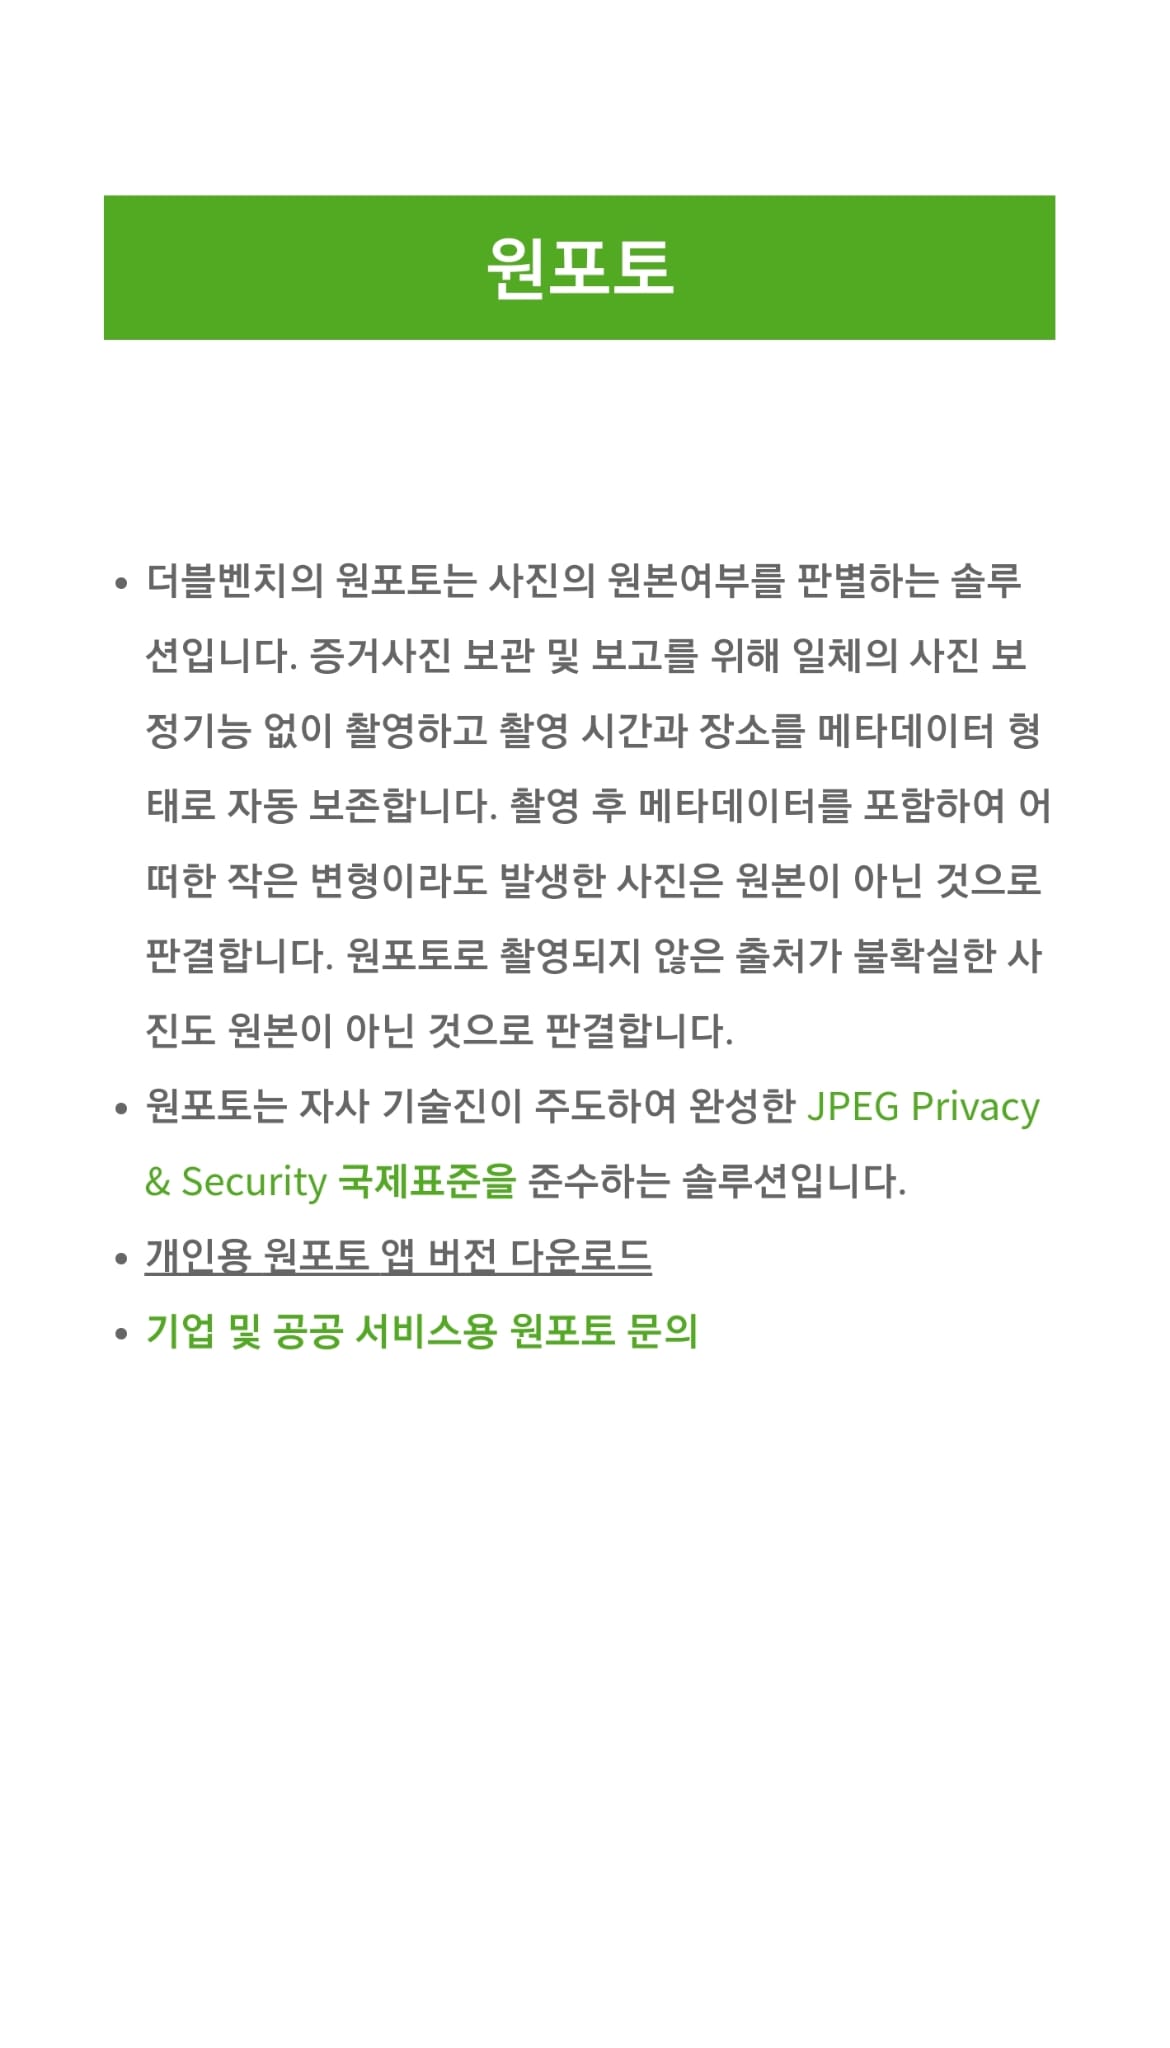 원포토
• 더블벤치의 원포토는 사진의 원본여부를 판별하는 솔루
션입니다. 증거사진 보관 및 보고를 위해 일체의 사진 보
정기능 없이 촬영하고 촬영 시간과 장소를 메타데이터 형
태로 자동 보존합니다. 촬영 후 메타데이터를 포함하여 어
떠한 작은 변형이라도 발생한 사진은 원본이 아닌 것으로
판결합니다. 원포토로 촬영되지 않은 출처가 불확실한 사
진도 원본이 아닌 것으로 판결합니다.
• 원포토는 자사 기술진이 주도하여 완성한 JPEG Privacy
& Security 국제표준을 준수하는 솔루션입니다.
• 개인용 원포토 앱 버전 다운로드
• 기업 및 공공 서비스용 원포토 문의